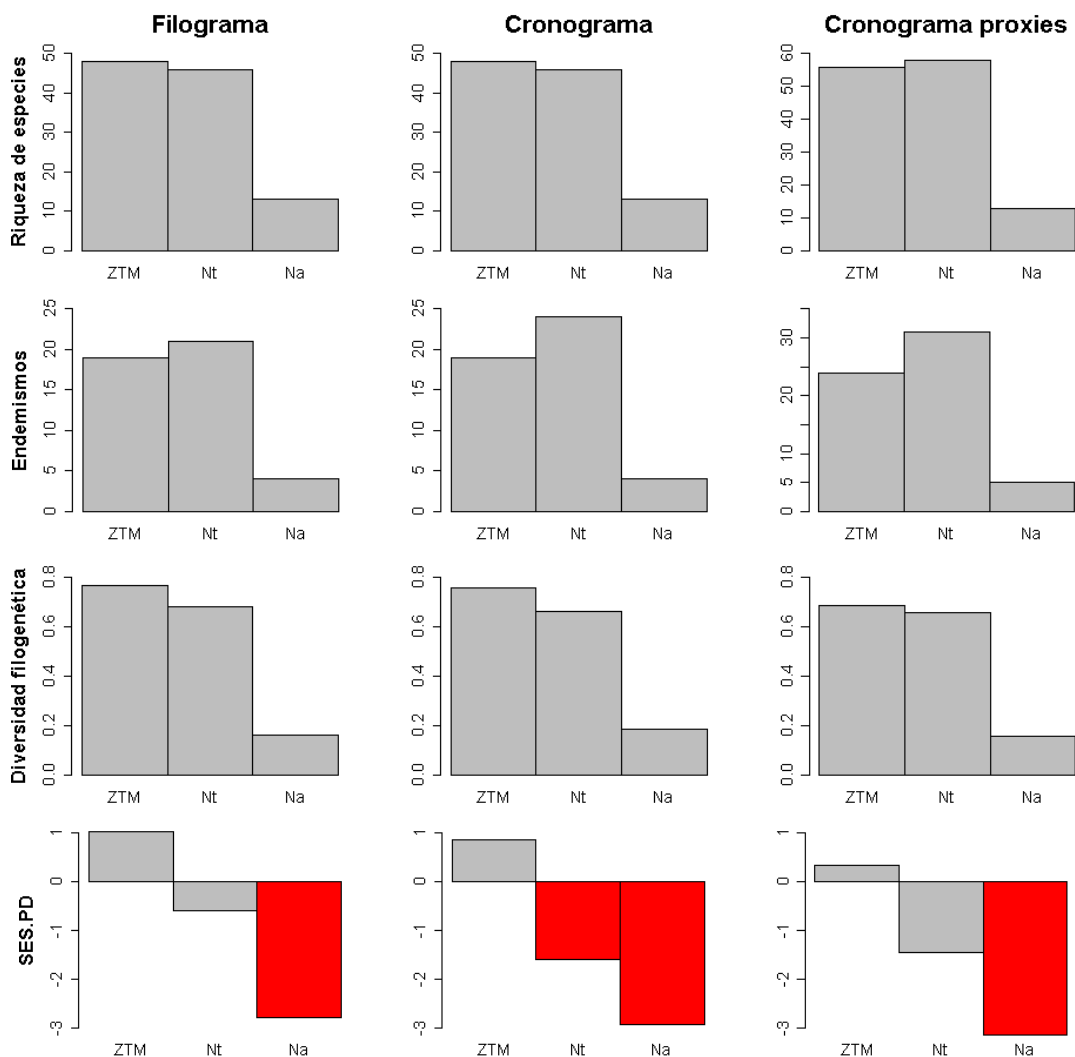 Filograma Cronograma Cronograma proxies
Riqueza de especies
50 40 30 20 10 0
ZTM Nt Na
50 40 30 20 10 0
ZTM Nt Na
60 50 40 30 20 10 0
ZTM Nt Na
Endemismos
25 20 15 10 5 0
ZTM Nt Na
25 20 15 10 5 0
ZTM Nt Na
30 20 10 5 0
ZTM Nt Na
Diversidad filogenética
0.8 0.6 0.4 0.2 0.0
ZTM Nt Na
0.8 0.6 0.4 0.2 0.0
ZTM Nt Na
0.8 0.6 0.4 0.2 0.0
ZTM Nt Na
SES.PD
1 0 -1 -2 -3
ZTM Nt Na
1 0 -1 -2 -3
ZTM Nt Na
1 0 -1 -2 -3
ZTM Nt Na